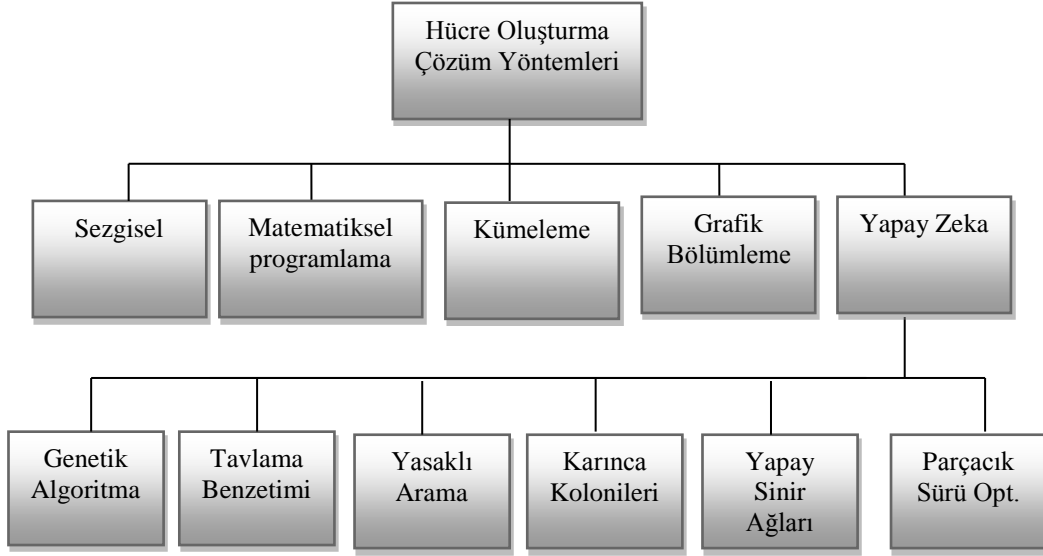 Hücre Oluşturma
Çözüm Yöntemleri
Sezgisel
Matematiksel
programlama
Kümeleme
Grafik
Bölümleme
Yapay Zeka
Genetik
Algoritma
Tavlama
Benzetimi
Yasaklı
Arama
Karınca
Kolonileri
Yapay
Sinir
Ağları
Parçacık
Sürü Opt.